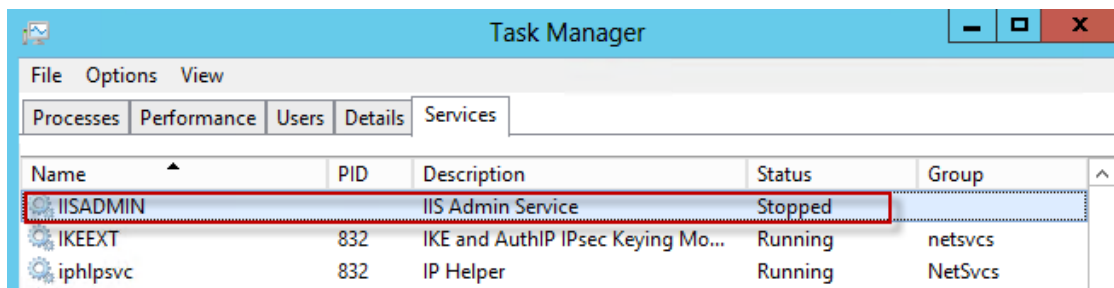 Task Manager
File Options View
Processes Performance Users Details Services
Name PID Description Status Group
IISADMIN IIS Admin Service Stopped
IKEEXT 832 IKE and AuthIP IPsec Keying Mo... Running netsvcs
iphlpsvc 832 IP Helper Running NetSvcs